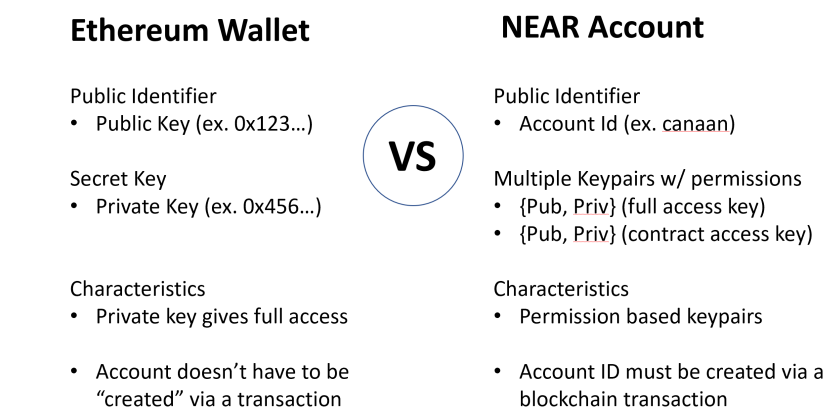 Ethereum Wallet
Public Identifier
• Public Key (ex. 0x123…)
Secret Key
• Private Key (ex. 0x456…)
Characteristics
• Private key gives full access
• Account doesn’t have to be
“created” via a transaction
VS
NEAR Account
Public Identifier
• Account Id (ex. canaan)
Multiple Keypairs w/ permissions
• {Pub, Priv} (full access key)
• {Pub, Priv} (contract access key)
Characteristics
• Permission based keypairs
• Account ID must be created via a
blockchain transaction